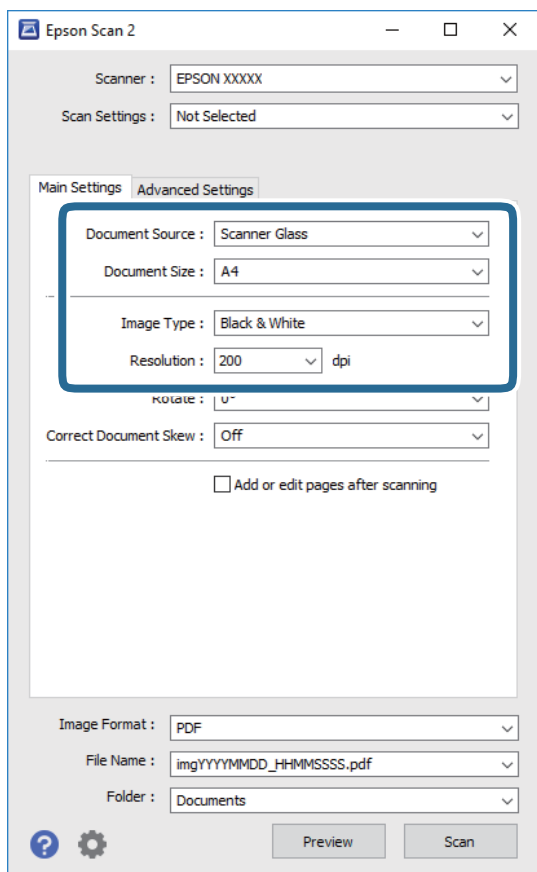 Epson Scan 2
Scanner : EPSON XXXXX
Scan Settings : Not Selected
Main Settings Advanced Settings
Document Source : Scanner Glass
Document Size : A4
Image Type : Black & White
Resolution : 200 dpi
Rotate : 0°
Correct Document Skew : Off
Add or edit pages after scanning
Image Format : PDF
File Name : imgYYYYMMDD_HHMMSSSS.pdf
Folder : Documents
? Preview Scan